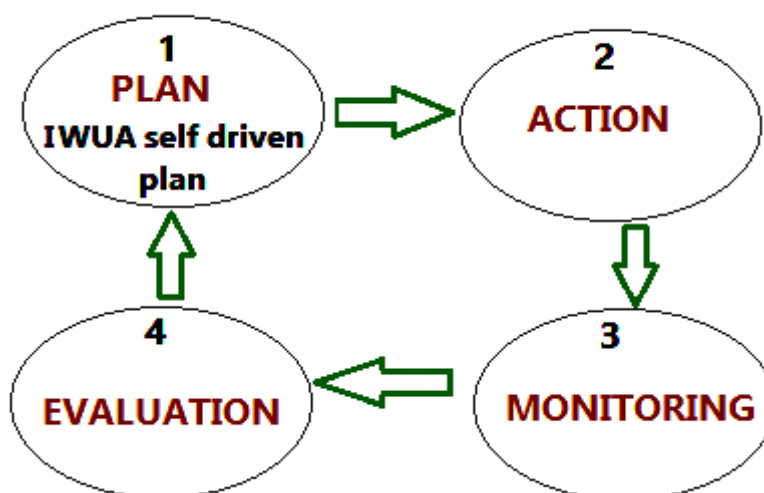 1
PLAN
IWUA self driven
plan
2
ACTION
3
MONITORING
4
EVALUATION